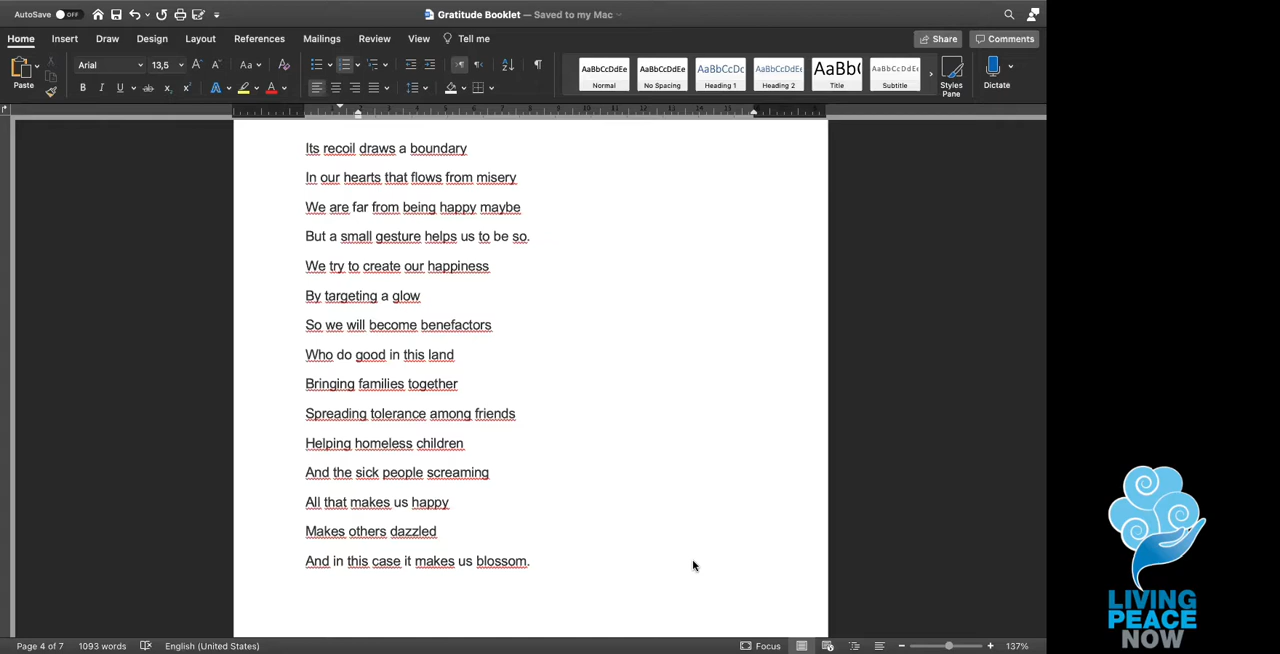 AutoSave OFF Gratitude Booklet — Saved to my Mac
Home Insert Draw Design Layout References Mailings Review View Tell me Share Comments
Paste Arial 13,5 Aa
AaBbCcDdEe AaBbCcDdEe AaBbCcDc AaBbCcDdEe AaBb( AaBbCcDdEe
Normal No Spacing Heading 1 Heading 2 Title Subtitle Styles Pane Dictate
Its recoil draws a boundary
In our hearts that flows from misery
We are far from being happy maybe
But a small gesture helps us to be so.
We try to create our happiness
By targeting a glow
So we will become benefactors
Who do good in this land
Bringing families together
Spreading tolerance among friends
Helping homeless children
And the sick people screaming
All that makes us happy
Makes others dazzled
And in this case it makes us blossom.
LIVING
PEACE
NOW
Page 4 of 7 1093 words English (United States) Focus 137%